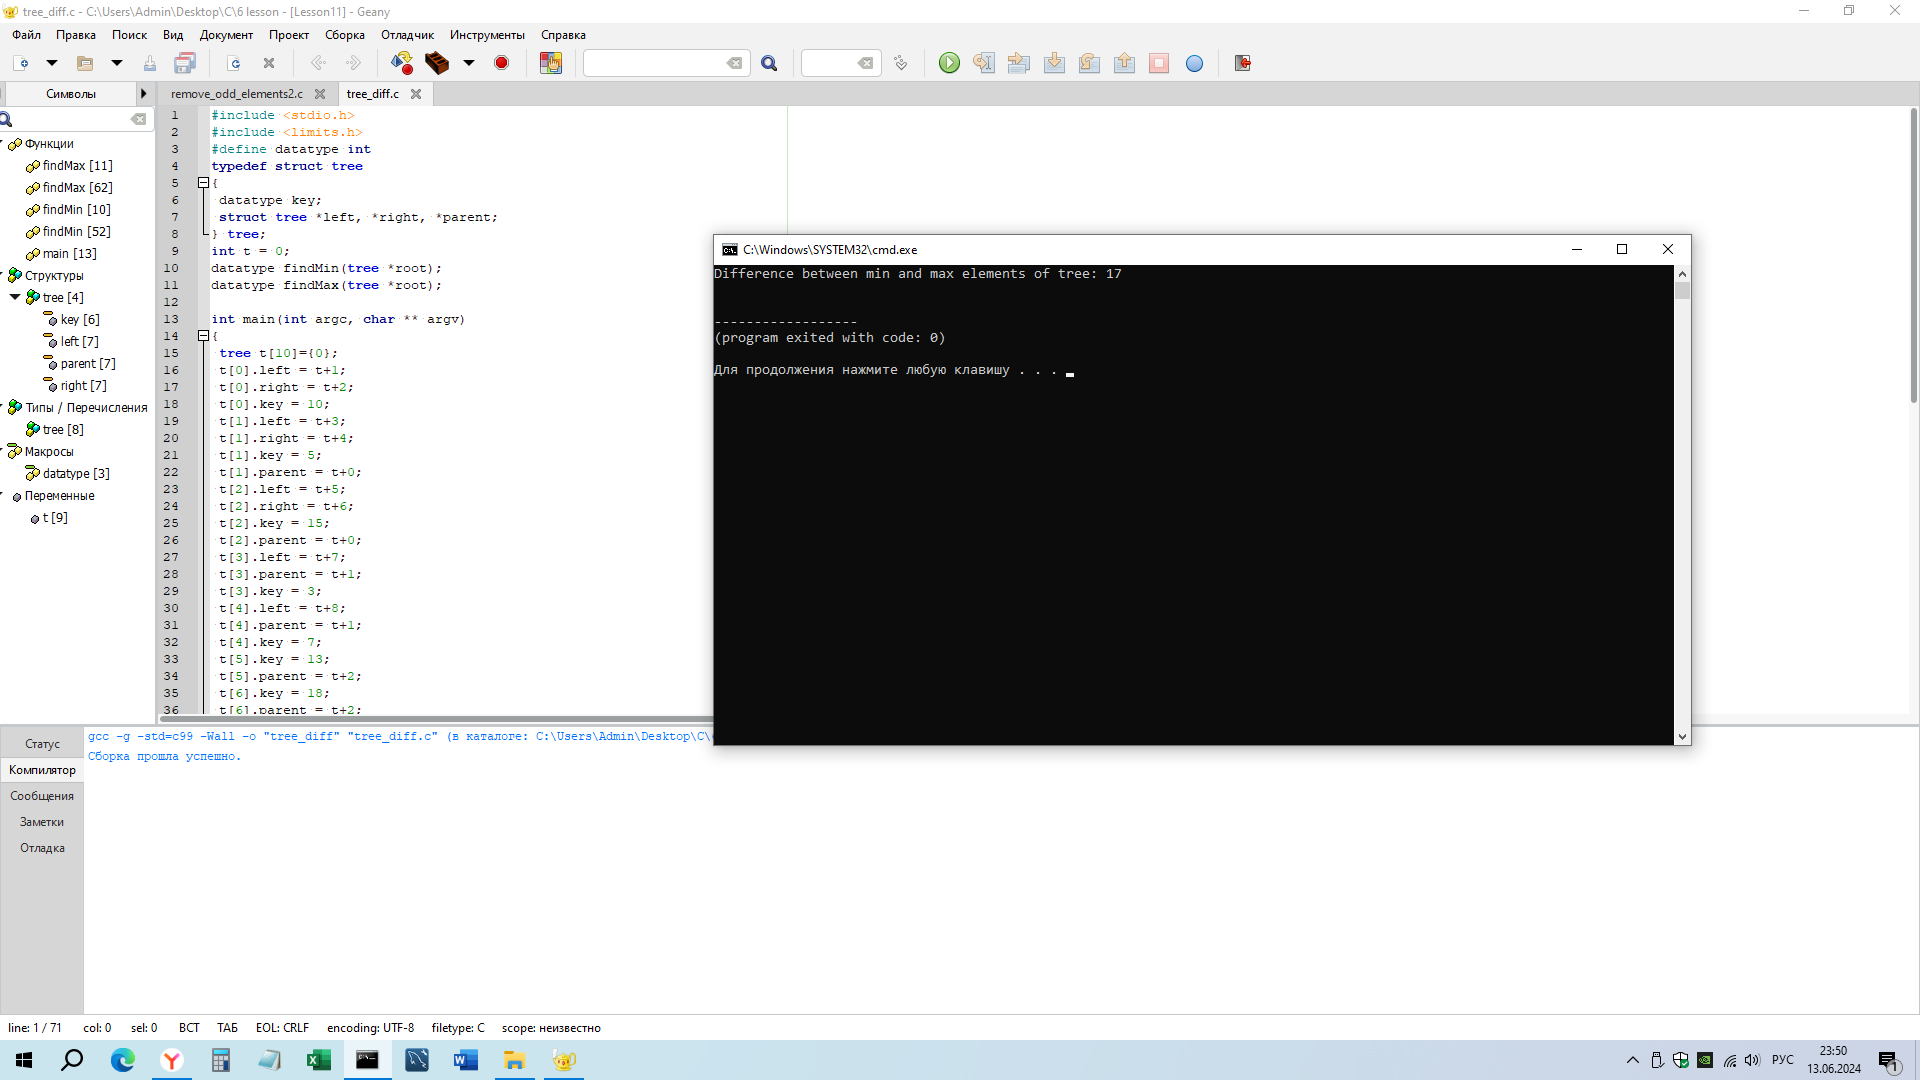 tree_diff.c - C:\Users\Admin\Desktop\C\6 lesson - [Lesson11] - Geany
Файл Правка Поиск Вид Документ Проект Сборка Отладчик Инструменты Справка
Символы
remove_odd_elements2.c
tree_diff.c
Функции
findMax [11]
findMax [62]
findMin [10]
findMin [52]
main [13]
Структуры
tree [4]
key [6]
left [7]
parent [7]
right [7]
Типы / Перечисления
tree [8]
Макросы
datatype [3]
Переменные
t [9]
1 #include <stdio.h>
2 #include <limits.h>
3 #define datatype int
4 typedef struct tree
5 {
6 datatype key;
7 struct tree *left, *right, *parent;
8 } tree;
9 int t = 0;
10 datatype findMin(tree *root);
11 datatype findMax(tree *root);
12
13 int main(int argc, char ** argv)
14 {
15 tree t[10]={0};
16 t[0].left = t+1;
17 t[0].right = t+2;
18 t[0].key = 10;
19 t[1].left = t+3;
20 t[1].right = t+4;
21 t[1].key = 5;
22 t[1].parent = t+0;
23 t[2].left = t+5;
24 t[2].right = t+6;
25 t[2].key = 15;
26 t[2].parent = t+0;
27 t[3].left = t+7;
28 t[3].parent = t+1;
29 t[3].key = 3;
30 t[4].left = t+8;
31 t[4].parent = t+1;
32 t[4].key = 7;
33 t[5].key = 13;
34 t[5].parent = t+2;
35 t[6].key = 18;
36 t[6].parent = t+2;
C:\Windows\SYSTEM32\cmd.exe
Difference between min and max elements of tree: 17
------------------
(program exited with code: 0)
Для продолжения нажмите любую клавишу . . .
Статус
Компилятор
Сообщения
Заметки
Отладка
gcc -g -std=c99 -Wall -o "tree_diff" "tree_diff.c" (в каталоге: C:\Users\Admin\Desktop\C\
Сборка прошла успешно.
line: 1 / 71 col: 0 sel: 0 ВСТ ТАБ EOL: CRLF encoding: UTF-8 filetype: C scope: неизвестно
РУС
23:50
13.06.2024
1